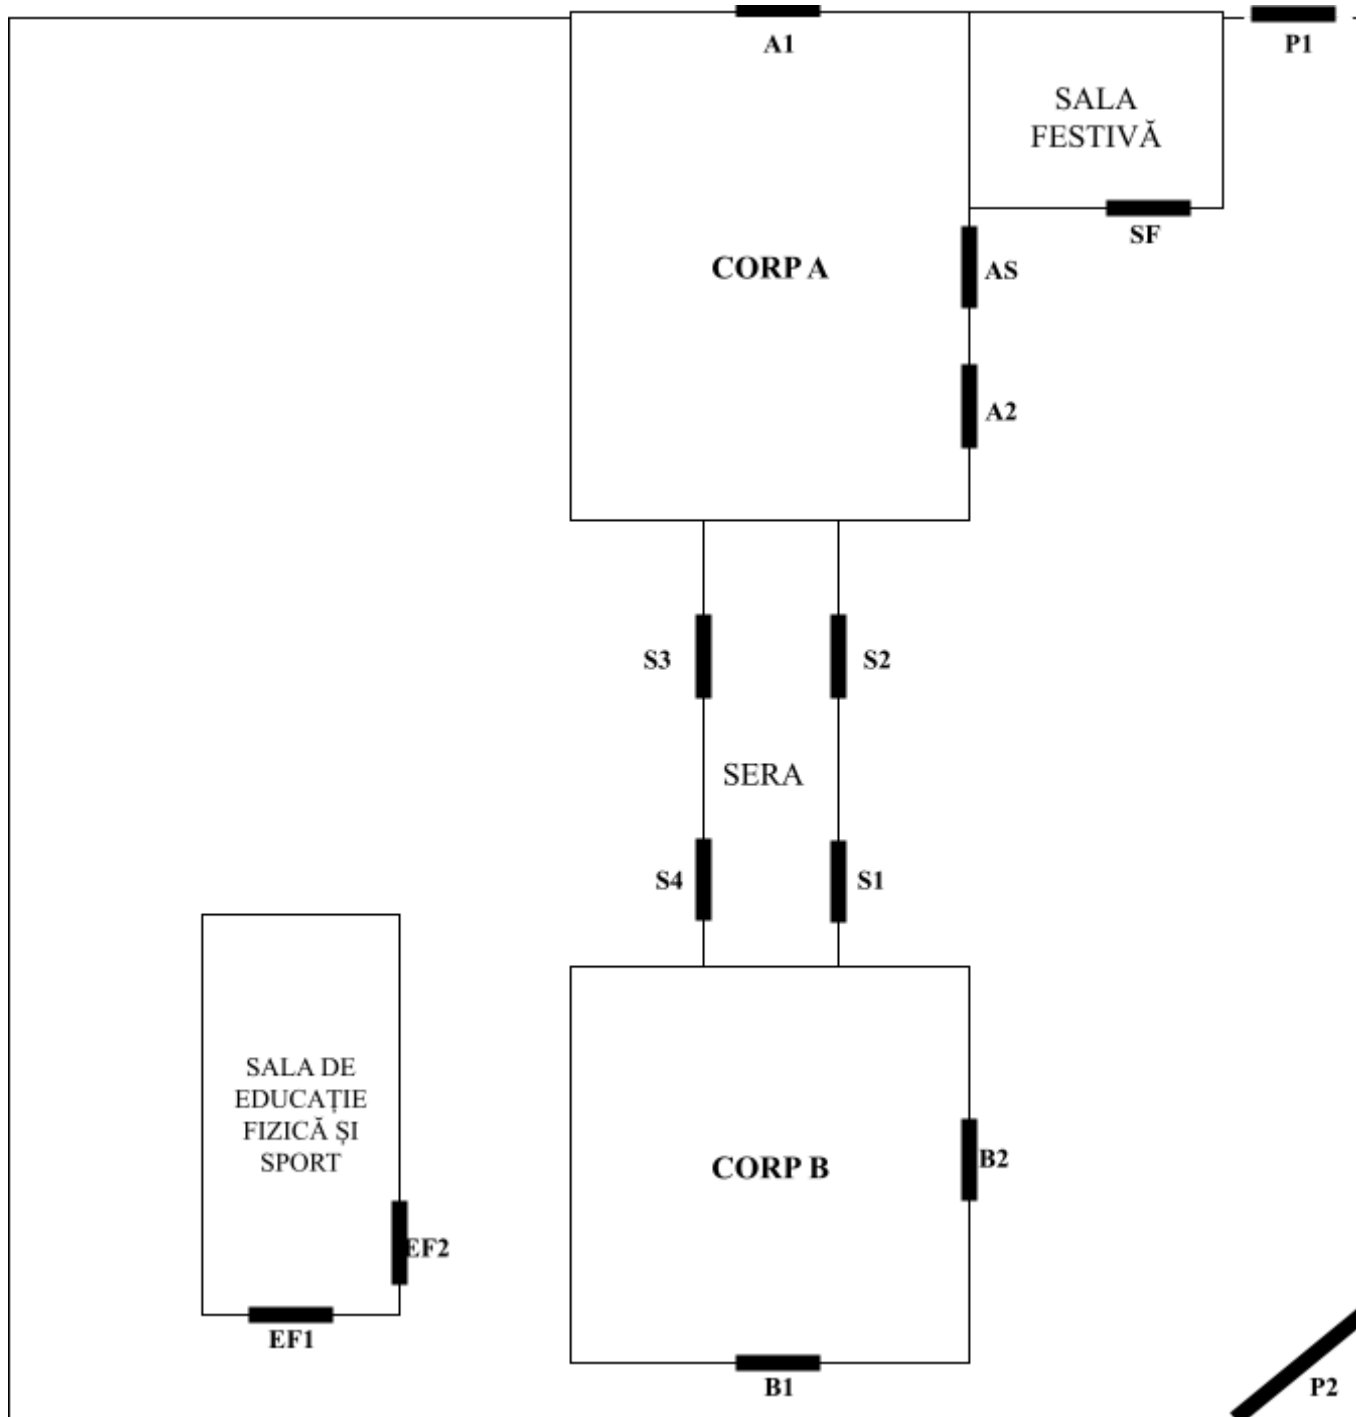 A1
P1
SALA
FESTIVĂ
SF
CORP A
AS
A2
S3
S2
SERA
S4
S1
SALA DE
EDUCAȚIE
FIZICĂ ȘI
SPORT
CORP B
B2
EF2
EF1
B1
P2